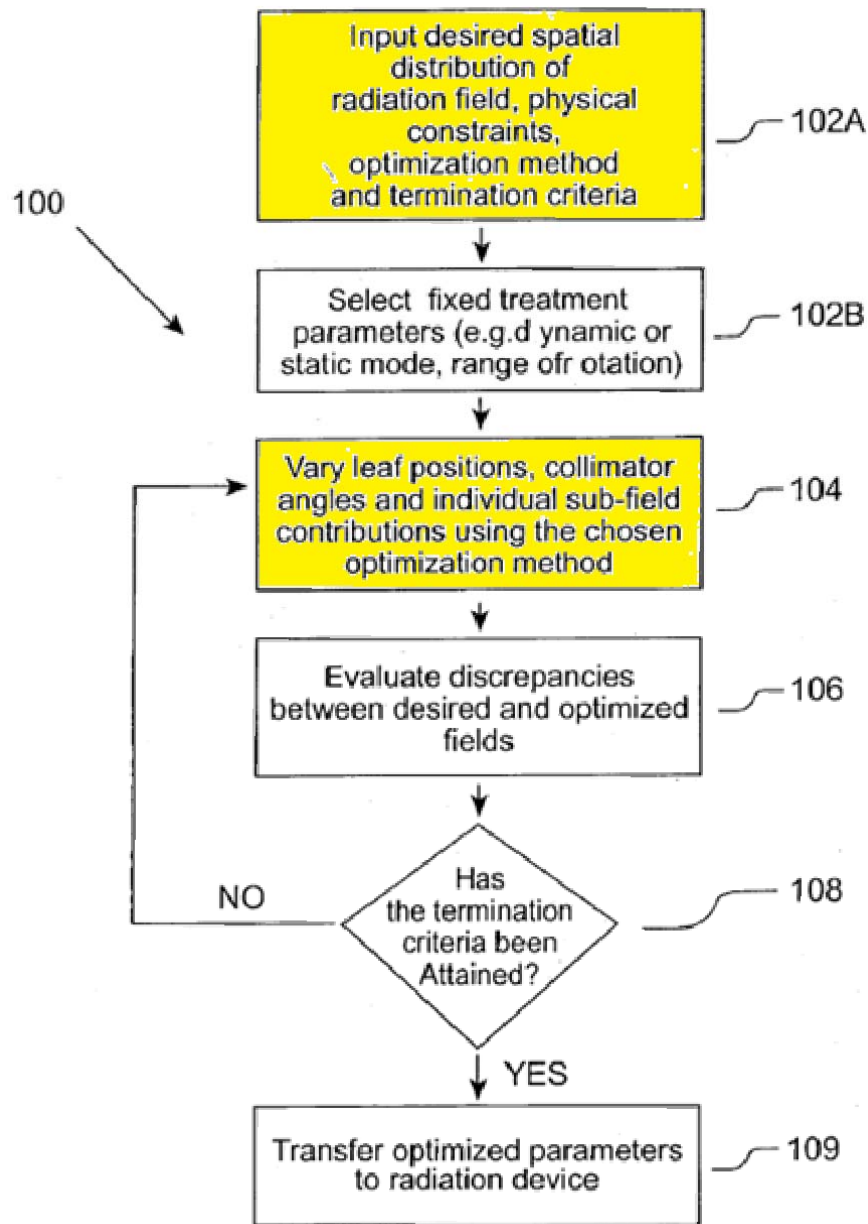 Input desired spatial
distribution of
radiation field, physical
constraints,
optimization method
and termination criteria
102A
100
Select fixed treatment
parameters (e.g.d ynamic or
static mode, range ofr otation)
102B
Vary leaf positions, collimator
angles and individual sub-field
contributions using the chosen
optimization method
104
Evaluate discrepancies
between desired and optimized
fields
106
Has
the termination
criteria been
Attained?
108
NO
YES
Transfer optimized parameters
to radiation device
109